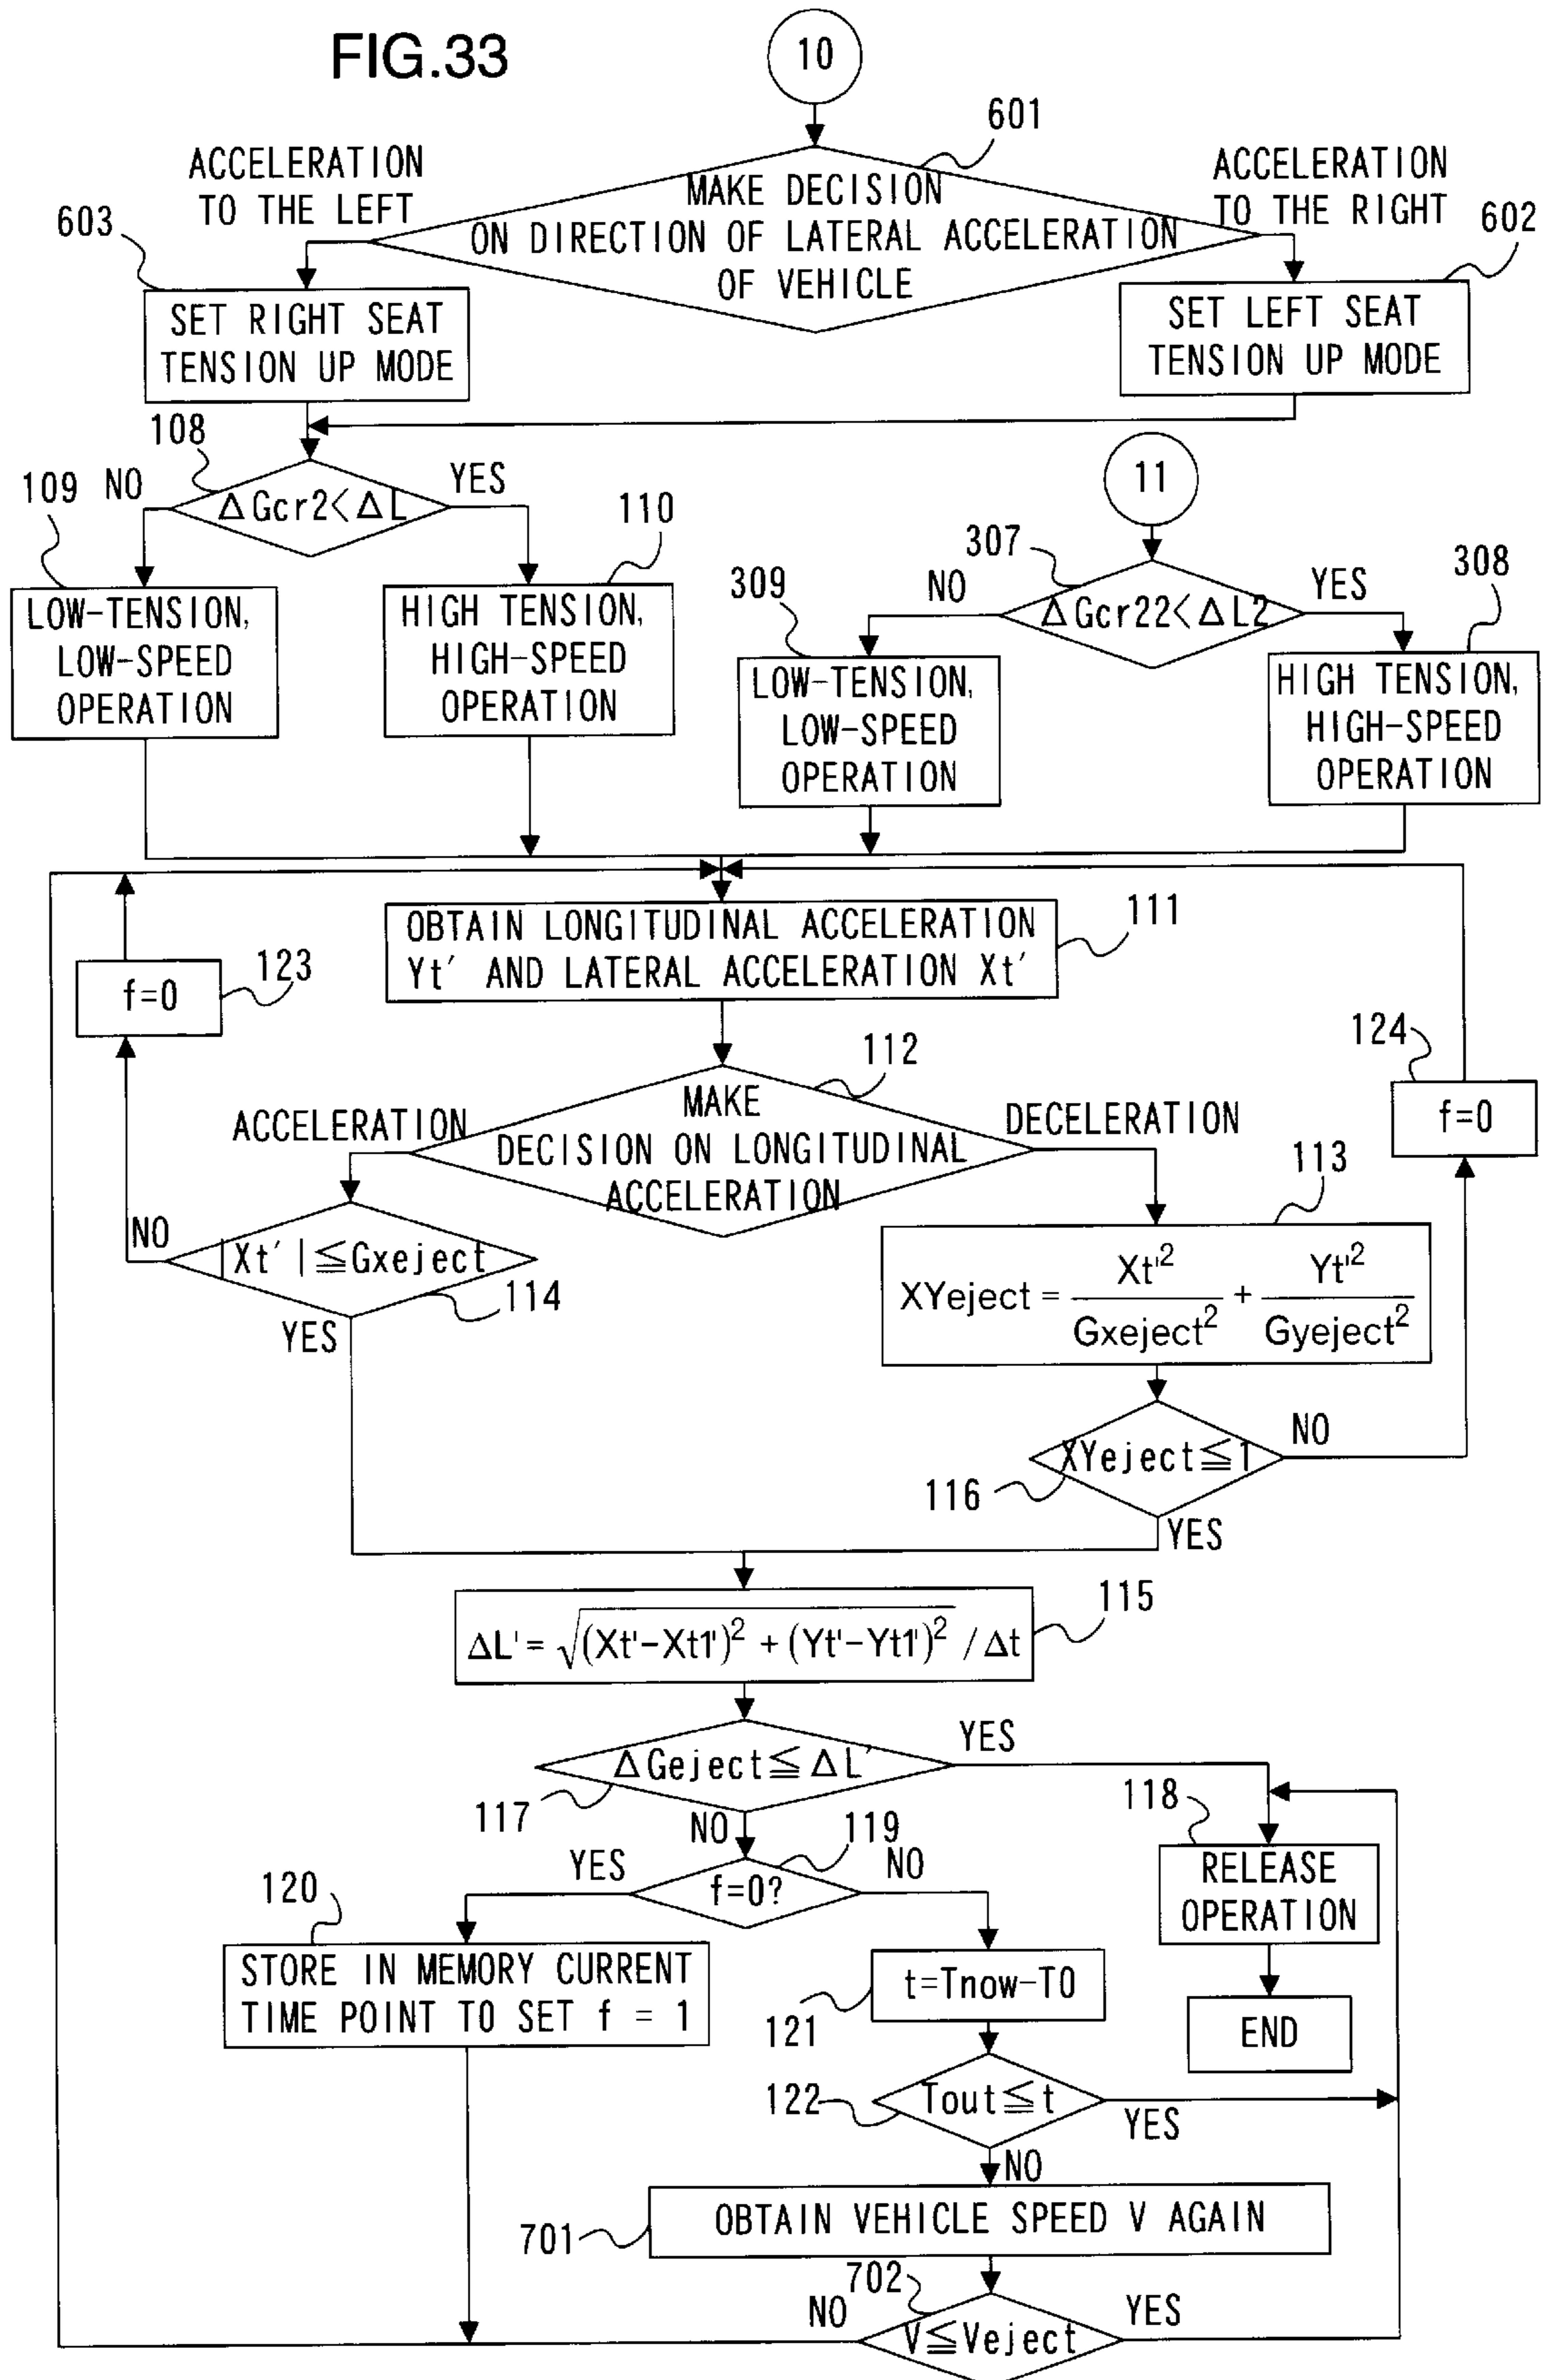 FIG.33
10
601
ACCELERATION
TO THE LEFT
ACCELERATION
TO THE RIGHT
603
602
MAKE DECISION
ON DIRECTION OF LATERAL ACCELERATION
OF VEHICLE
SET RIGHT SEAT
TENSION UP MODE
SET LEFT SEAT
TENSION UP MODE
108
109
NO
ΔGcr2<ΔL
YES
110
LOW-TENSION,
LOW-SPEED
OPERATION
HIGH TENSION,
HIGH-SPEED
OPERATION
11
307
309
NO
ΔGcr22<ΔL2
YES
308
LOW-TENSION,
LOW-SPEED
OPERATION
HIGH TENSION,
HIGH-SPEED
OPERATION
OBTAIN LONGITUDINAL ACCELERATION
Yt′ AND LATERAL ACCELERATION Xt′
111
f=0
123
112
124
f=0
ACCELERATION
MAKE
DECISION ON LONGITUDINAL
ACCELERATION
DECELERATION
113
NO
|Xt′|≦Gxeject
114
YES
XYeject = Xt'²/Gxeject² + Yt'²/Gyeject²
XYeject≦1
NO
116
YES
ΔL' = √(Xt'−Xt1')² + (Yt'−Yt1')² / Δt
115
ΔGeject≦ΔL′
YES
117
NO
118
119
YES
f=0?
NO
120
RELEASE
OPERATION
STORE IN MEMORY CURRENT
TIME POINT TO SET f = 1
t=Tnow-T0
121
END
122
Tout≦t
YES
NO
OBTAIN VEHICLE SPEED V AGAIN
701
702
NO
V≦Veject
YES